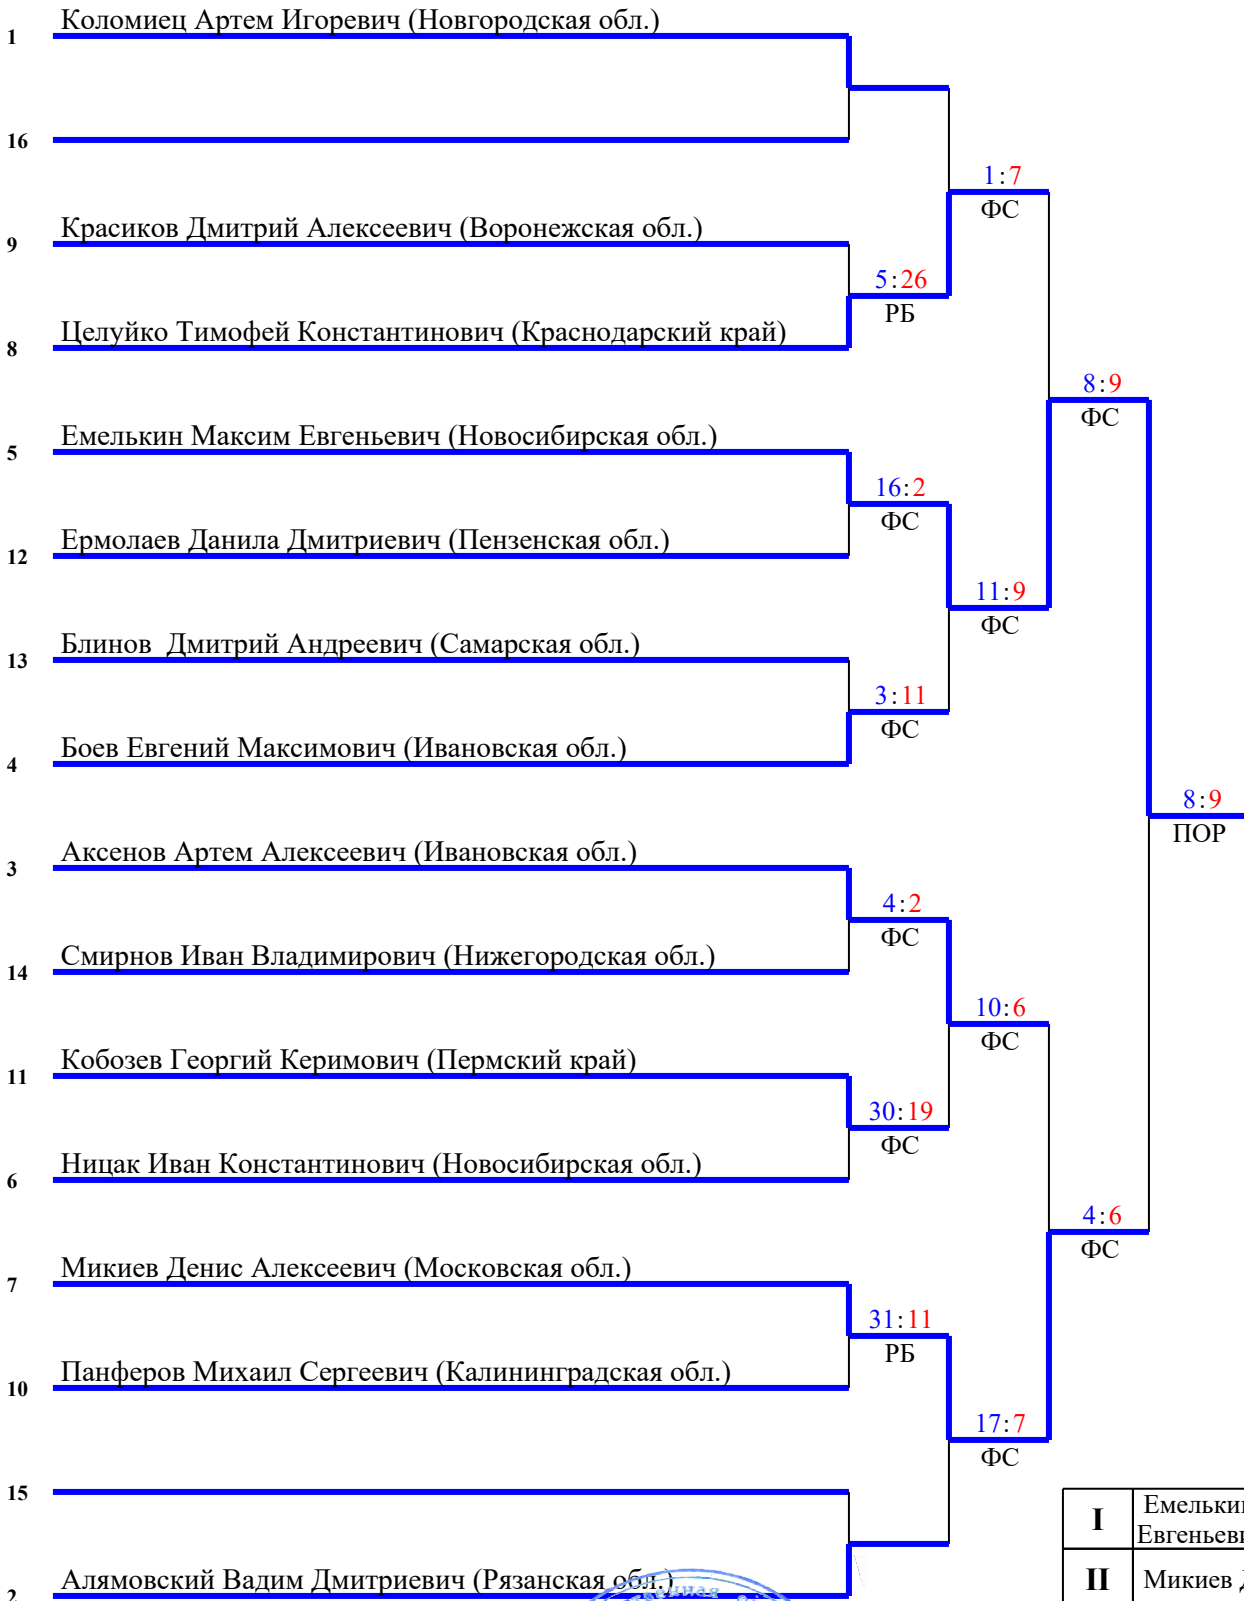 Коломиец Артем Игоревич (Новгородская обл.)
1
16
1:7
ФС
Красиков Дмитрий Алексеевич (Воронежская обл.)
9
5:26
РБ
Целуйко Тимофей Константинович (Краснодарский край)
8
8:9
ФС
Емелькин Максим Евгеньевич (Новосибирская обл.)
5
16:2
ФС
Ермолаев Данила Дмитриевич (Пензенская обл.)
12
11:9
ФС
Блинов  Дмитрий Андреевич (Самарская обл.)
13
3:11
ФС
Боев Евгений Максимович (Ивановская обл.)
4
8:9
ПОР
Аксенов Артем Алексеевич (Ивановская обл.)
3
4:2
ФС
Смирнов Иван Владимирович (Нижегородская обл.)
14
10:6
ФС
Кобозев Георгий Керимович (Пермский край)
11
30:19
ФС
Ницак Иван Константинович (Новосибирская обл.)
6
4:6
ФС
Микиев Денис Алексеевич (Московская обл.)
7
31:11
РБ
Панферов Михаил Сергеевич (Калининградская обл.)
10
17:7
ФС
15
I
Алямовский Вадим Дмитриевич (Рязанская обл.)
2
II Микиев